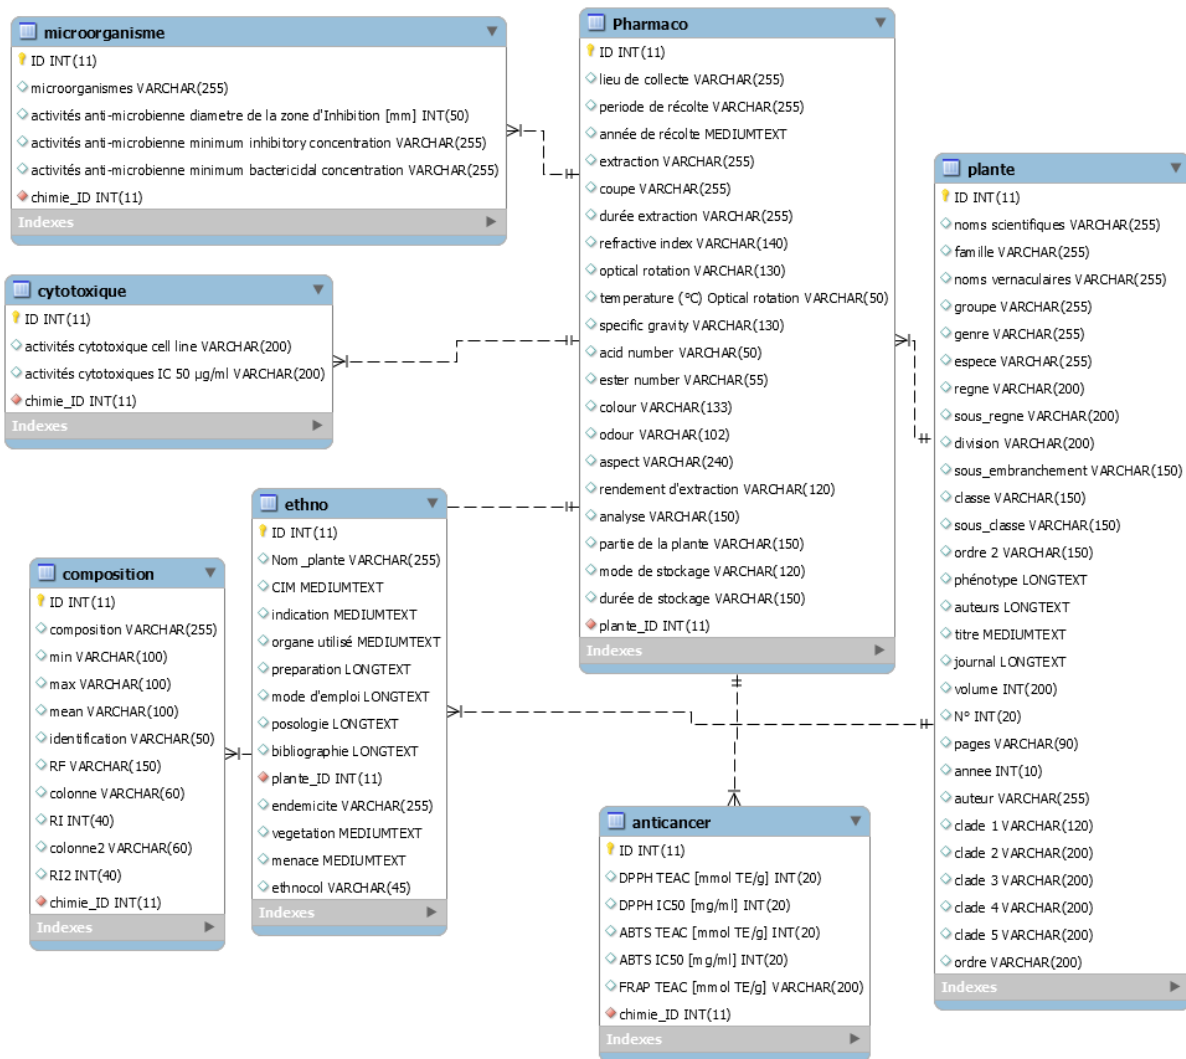 microorganisme
ID INT(11)
microorganismes VARCHAR(255)
activités anti-microbienne diametre de la zone d'Inhibition [mm] INT(50)
activités anti-microbienne minimum inhibitory concentration VARCHAR(255)
activités anti-microbienne minimum bactericidal concentration VARCHAR(255)
chimie_ID INT(11)
Indexes
cytotoxique
ID INT(11)
activités cytotoxique cell line VARCHAR(200)
activités cytotoxiques IC 50 µg/ml VARCHAR(200)
chimie_ID INT(11)
Indexes
composition
ID INT(11)
composition VARCHAR(255)
min VARCHAR(100)
max VARCHAR(100)
mean VARCHAR(100)
identification VARCHAR(50)
RF VARCHAR(150)
colonne VARCHAR(60)
RI INT(40)
colonne2 VARCHAR(60)
RI2 INT(40)
chimie_ID INT(11)
Indexes
ethno
ID INT(11)
Nom_plante VARCHAR(255)
CIM MEDIUMTEXT
indication MEDIUMTEXT
organe utilisé MEDIUMTEXT
preparation LONGTEXT
mode d'emploi LONGTEXT
posologie LONGTEXT
bibliographie LONGTEXT
plante_ID INT(11)
endemicite VARCHAR(255)
vegetation MEDIUMTEXT
menace MEDIUMTEXT
ethnocol VARCHAR(45)
Indexes
Pharmaco
ID INT(11)
lieu de collecte VARCHAR(255)
periode de récolte VARCHAR(255)
année de récolte MEDIUMTEXT
extraction VARCHAR(255)
coupe VARCHAR(255)
durée extraction VARCHAR(255)
refractive index VARCHAR(140)
optical rotation VARCHAR(130)
temperature (°C) Optical rotation VARCHAR(50)
specific gravity VARCHAR(130)
acid number VARCHAR(50)
ester number VARCHAR(55)
colour VARCHAR(133)
odour VARCHAR(102)
aspect VARCHAR(240)
rendement d'extraction VARCHAR(120)
analyse VARCHAR(150)
partie de la plante VARCHAR(150)
mode de stockage VARCHAR(120)
durée de stockage VARCHAR(150)
plante_ID INT(11)
Indexes
anticancer
ID INT(11)
DPPH TEAC [mmol TE/g] INT(20)
DPPH IC50 [mg/ml] INT(20)
ABTS TEAC [mmol TE/g] INT(20)
ABTS IC50 [mg/ml] INT(20)
FRAP TEAC [mmol TE/g] VARCHAR(200)
chimie_ID INT(11)
Indexes
plante
ID INT(11)
noms scientifiques VARCHAR(255)
famille VARCHAR(255)
noms vernaculaires VARCHAR(255)
groupe VARCHAR(255)
genre VARCHAR(255)
espece VARCHAR(255)
regne VARCHAR(200)
sous_regne VARCHAR(200)
division VARCHAR(200)
sous_embranchement VARCHAR(150)
classe VARCHAR(150)
sous_classe VARCHAR(150)
ordre 2 VARCHAR(150)
phénotype LONGTEXT
auteurs LONGTEXT
titre MEDIUMTEXT
journal LONGTEXT
volume INT(200)
N° INT(20)
pages VARCHAR(90)
annee INT(10)
auteur VARCHAR(255)
clade 1 VARCHAR(120)
clade 2 VARCHAR(200)
clade 3 VARCHAR(200)
clade 4 VARCHAR(200)
clade 5 VARCHAR(200)
ordre VARCHAR(200)
Indexes